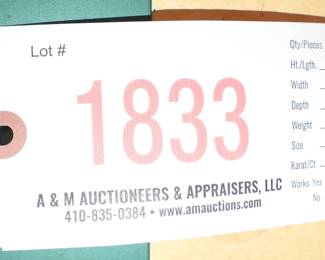 Lot #
1833
A & M AUCTIONEERS & APPRAISERS, LLC
410-835-0384 • www.amauctions.com
Qty/Pieces
Ht./Lgth.
Width
Depth
Weight
Size
Karat/Ct
Works: Yes
No